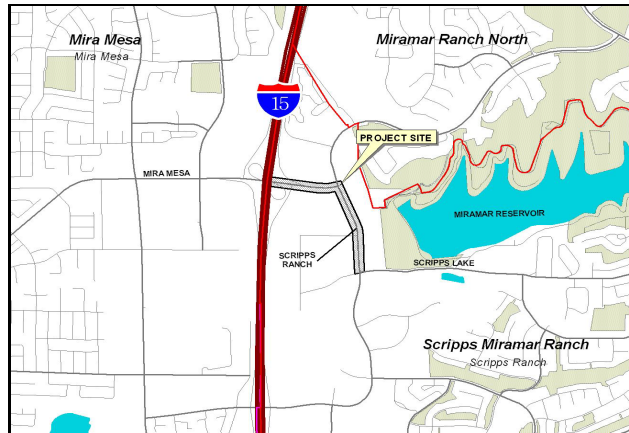 Mira Mesa
Mira Mesa
Miramar Ranch North
15
PROJECT SITE
MIRA MESA
MIRAMAR RESERVOIR
SCRIPPS
RANCH
SCRIPPS LAKE
Scripps Miramar Ranch
Scripps Ranch